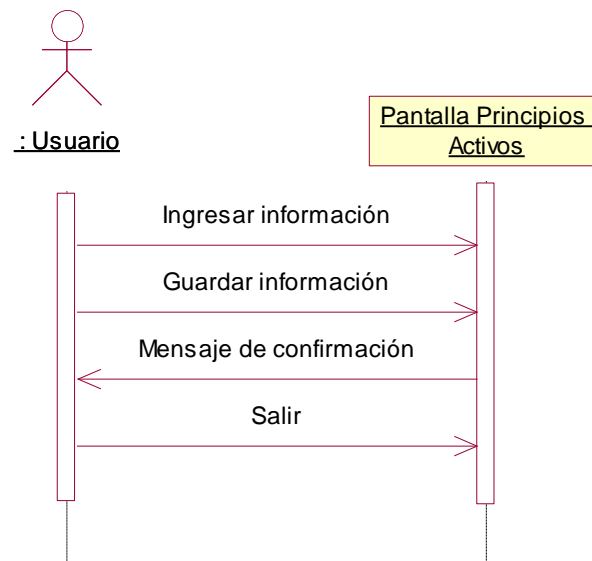 : Usuario
Pantalla Principios
Activos
Ingresar información
Guardar información
Mensaje de confirmación
Salir